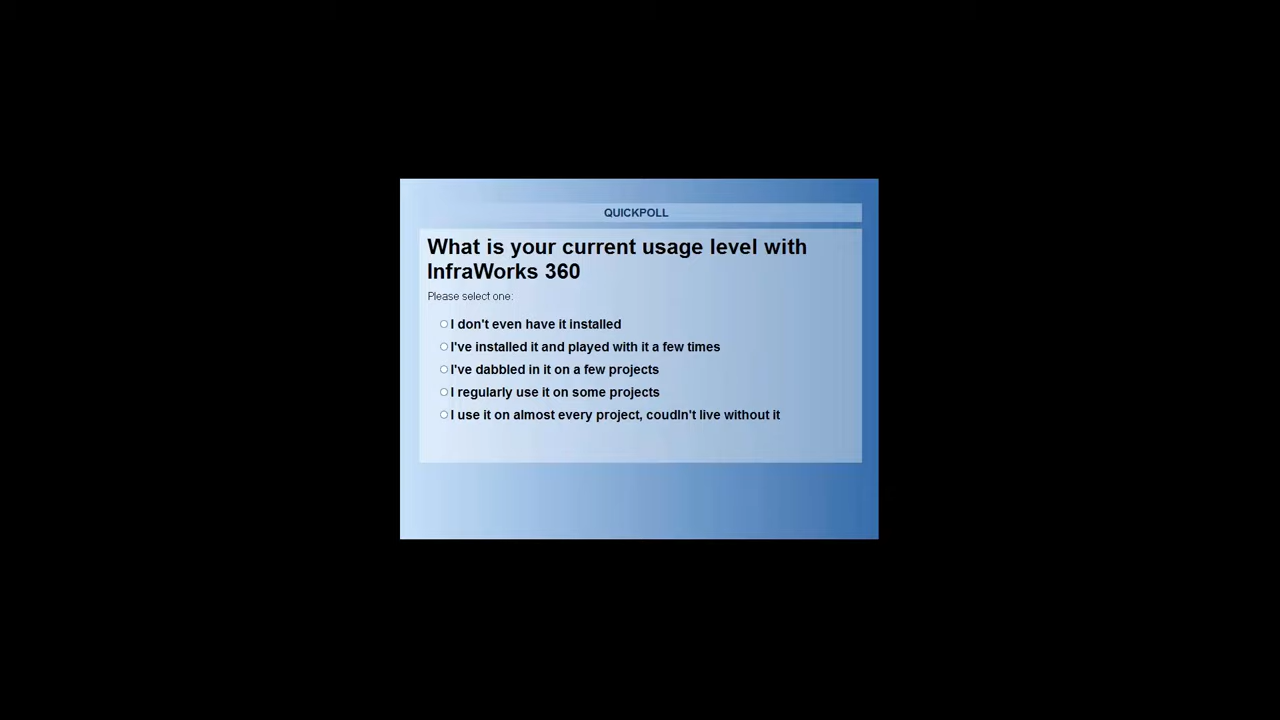 QUICKPOLL
What is your current usage level with
InfraWorks 360
Please select one:
I don't even have it installed
I've installed it and played with it a few times
I've dabbled in it on a few projects
I regularly use it on some projects
I use it on almost every project, coudln't live without it